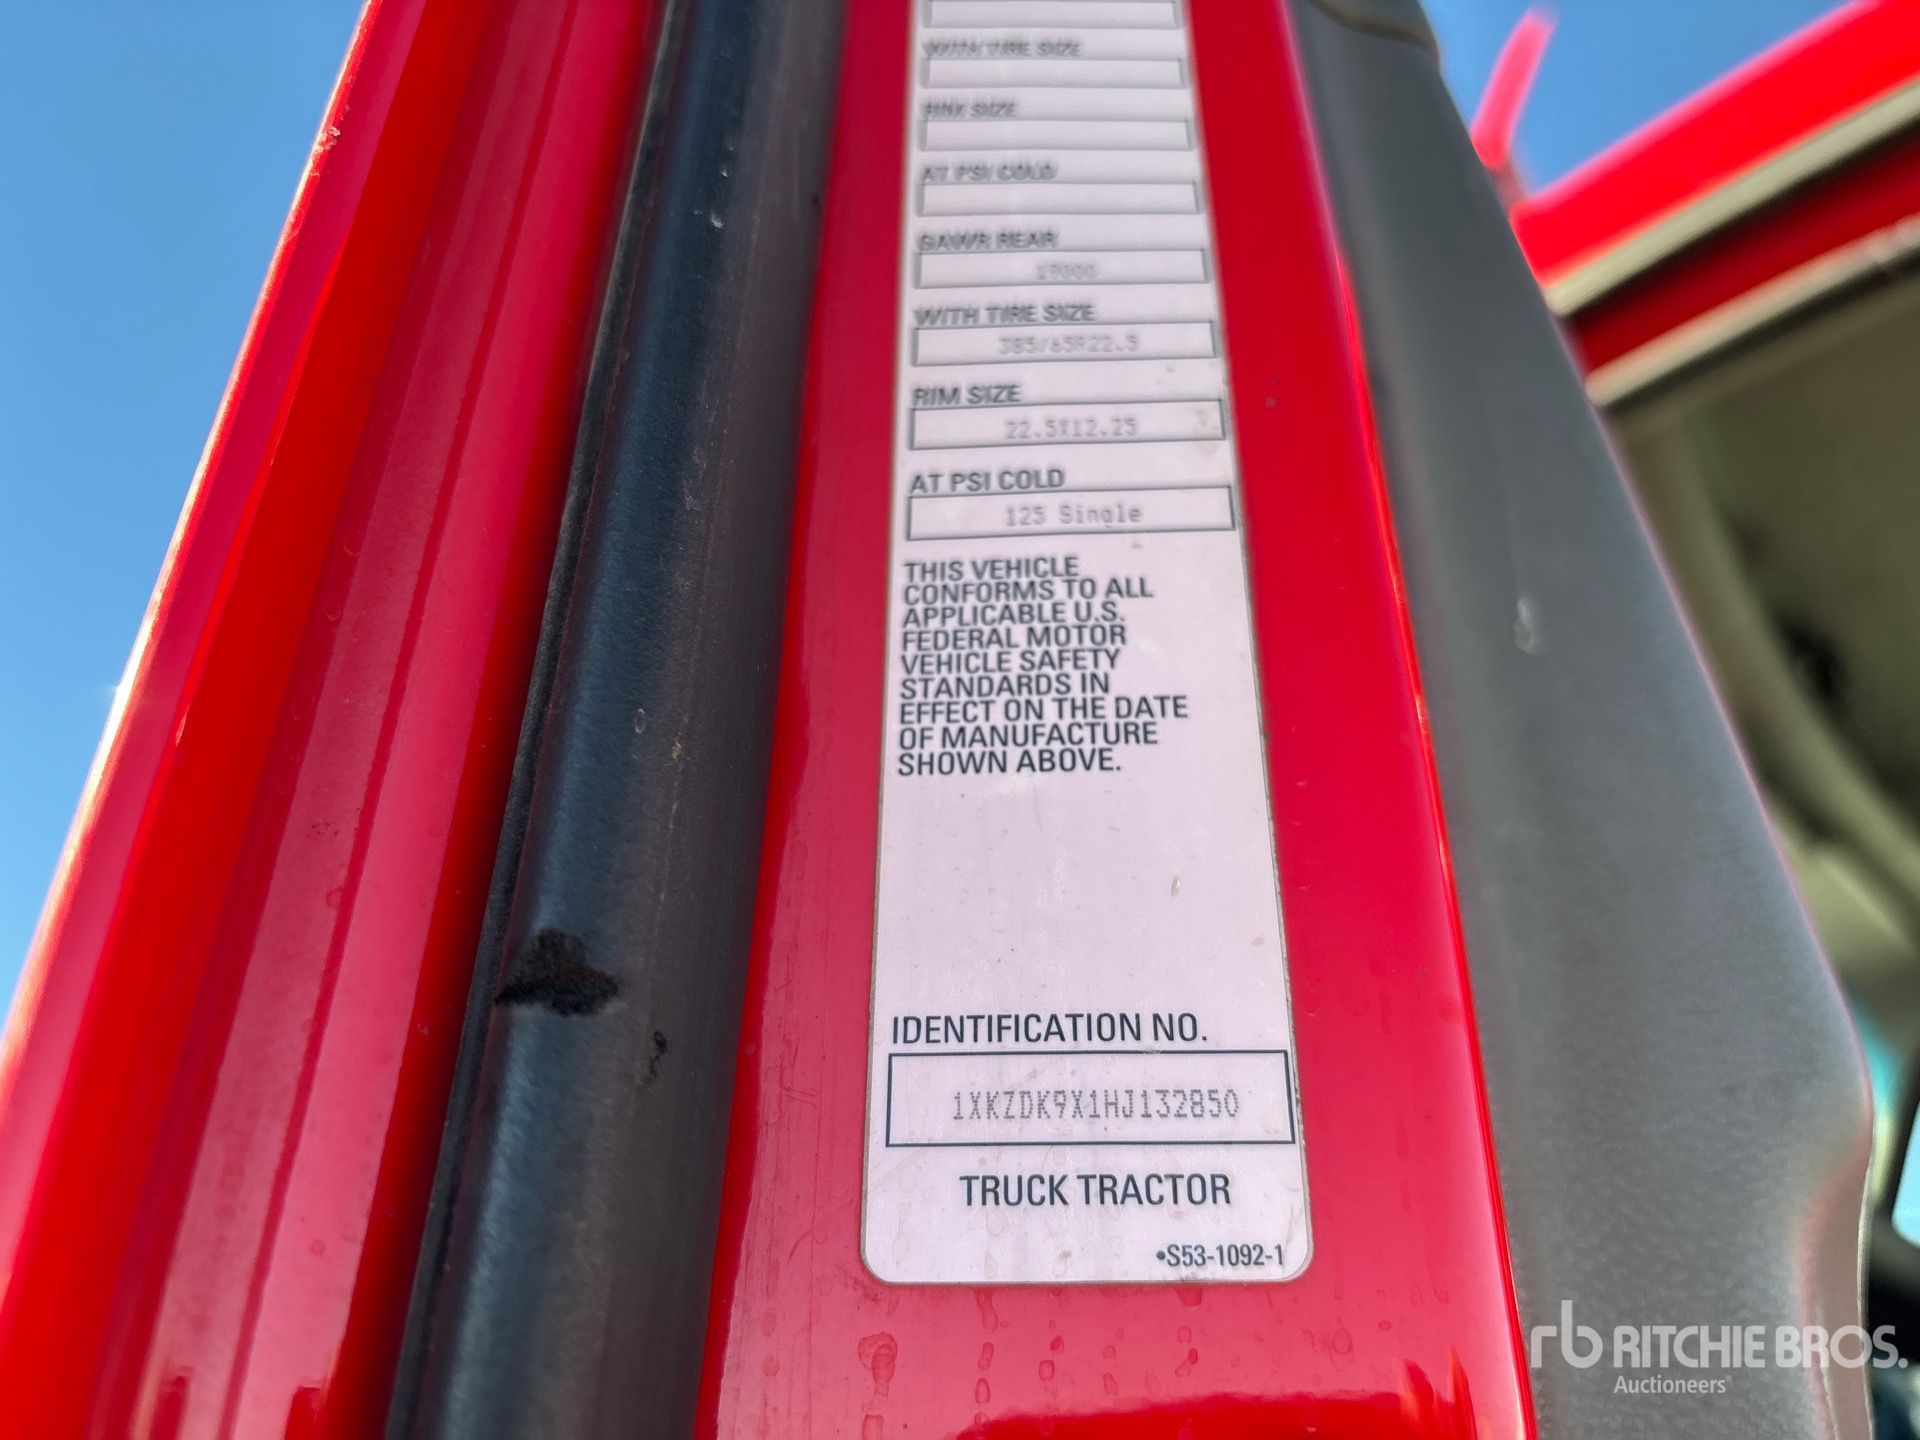 WITH TIRE SIZE
RIM SIZE
AT PSI COLD
GAWR REAR
19000
WITH TIRE SIZE
385/65R22.5
RIM SIZE
22.5X12.25
AT PSI COLD
125 Single
THIS VEHICLE
CONFORMS TO ALL
APPLICABLE U.S.
FEDERAL MOTOR
VEHICLE SAFETY
STANDARDS IN
EFFECT ON THE DATE
OF MANUFACTURE
SHOWN ABOVE.
IDENTIFICATION NO.
1XKZDK9X1HJ132850
TRUCK TRACTOR
•S53-1092-1
rb RITCHIE BROS.
Auctioneers